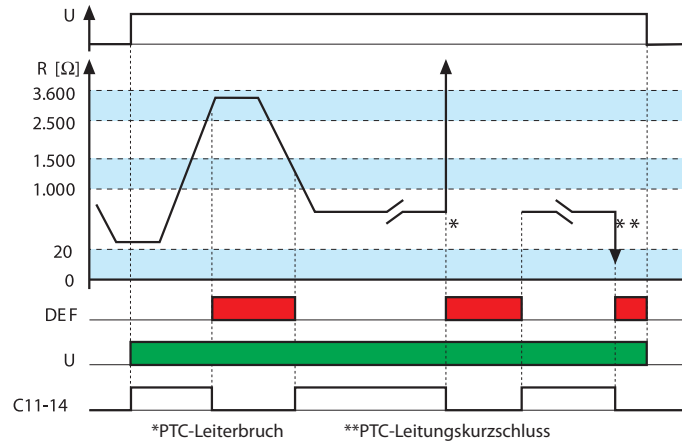 U
R [Ω]
3.600
2.500
1.500
1.000
20
0
*
**
DEF
U
C11-14
*PTC-Leiterbruch
**PTC-Leitungskurzschluss